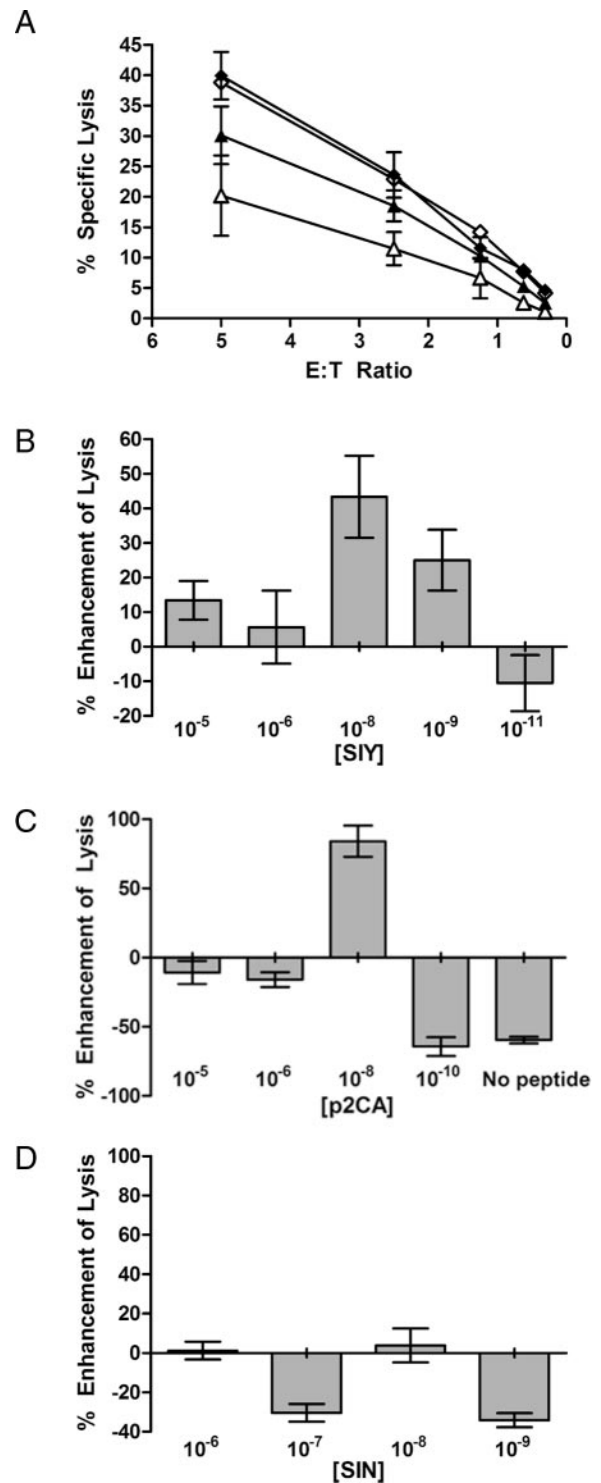 A
% Specific Lysis
45
40
35
30
25
20
15
10
5
0
6 5 4 3 2 1 0
E:T Ratio
B
% Enhancement of Lysis
60
50
40
30
20
10
0
-10
-20
10⁻⁵ 10⁻⁶ 10⁻⁸ 10⁻⁹ 10⁻¹¹
[SIY]
C
% Enhancement of Lysis
100
50
0
-50
-100
10⁻⁵ 10⁻⁶ 10⁻⁸ 10⁻¹⁰ No peptide
[p2CA]
D
% Enhancement of Lysis
100
80
60
40
20
0
-20
-40
10⁻⁶ 10⁻⁷ 10⁻⁸ 10⁻⁹
[SIN]